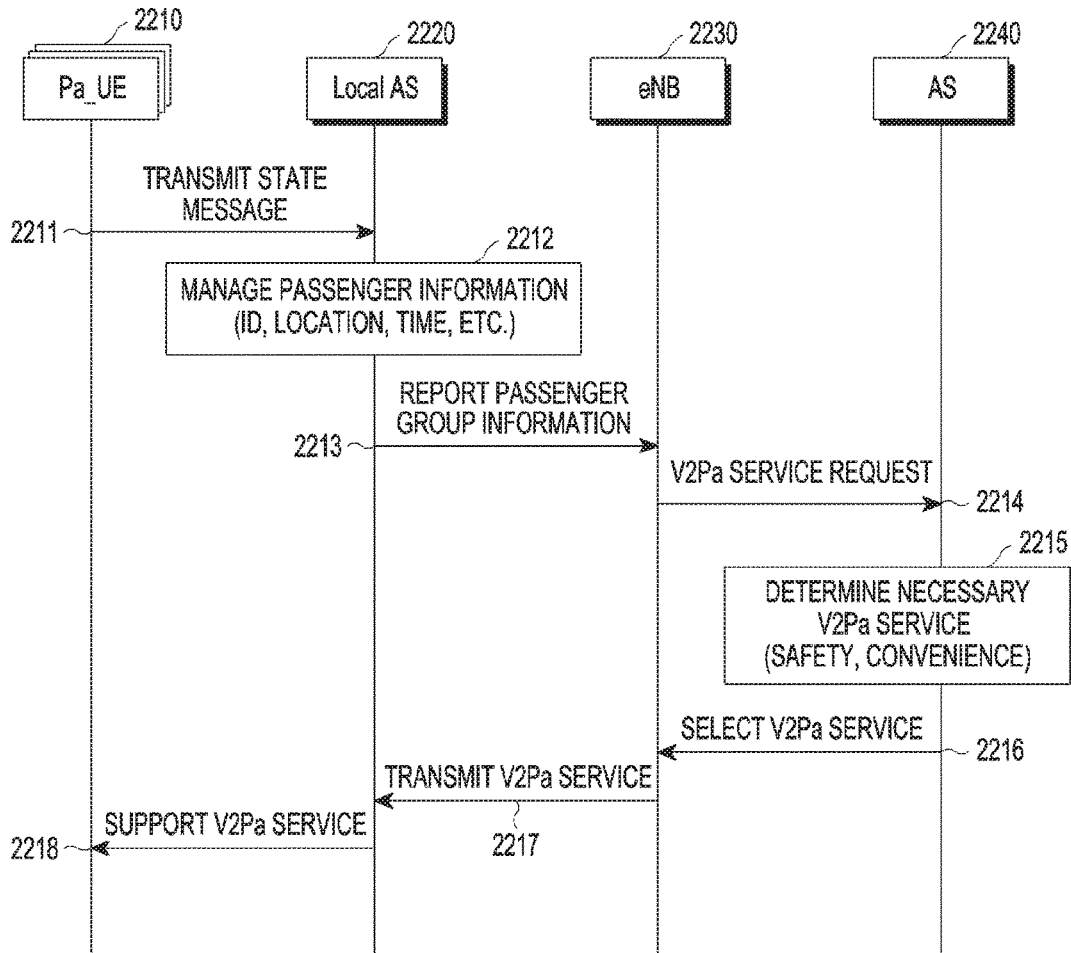 2210
2220
2230
2240
Pa_UE
Local AS
eNB
AS
TRANSMIT STATE
MESSAGE
2211
2212
MANAGE PASSENGER INFORMATION
(ID, LOCATION, TIME, ETC.)
REPORT PASSENGER
GROUP INFORMATION
2213
V2Pa SERVICE REQUEST
2214
2215
DETERMINE NECESSARY
V2Pa SERVICE
(SAFETY, CONVENIENCE)
SELECT V2Pa SERVICE
2216
TRANSMIT V2Pa SERVICE
2217
SUPPORT V2Pa SERVICE
2218